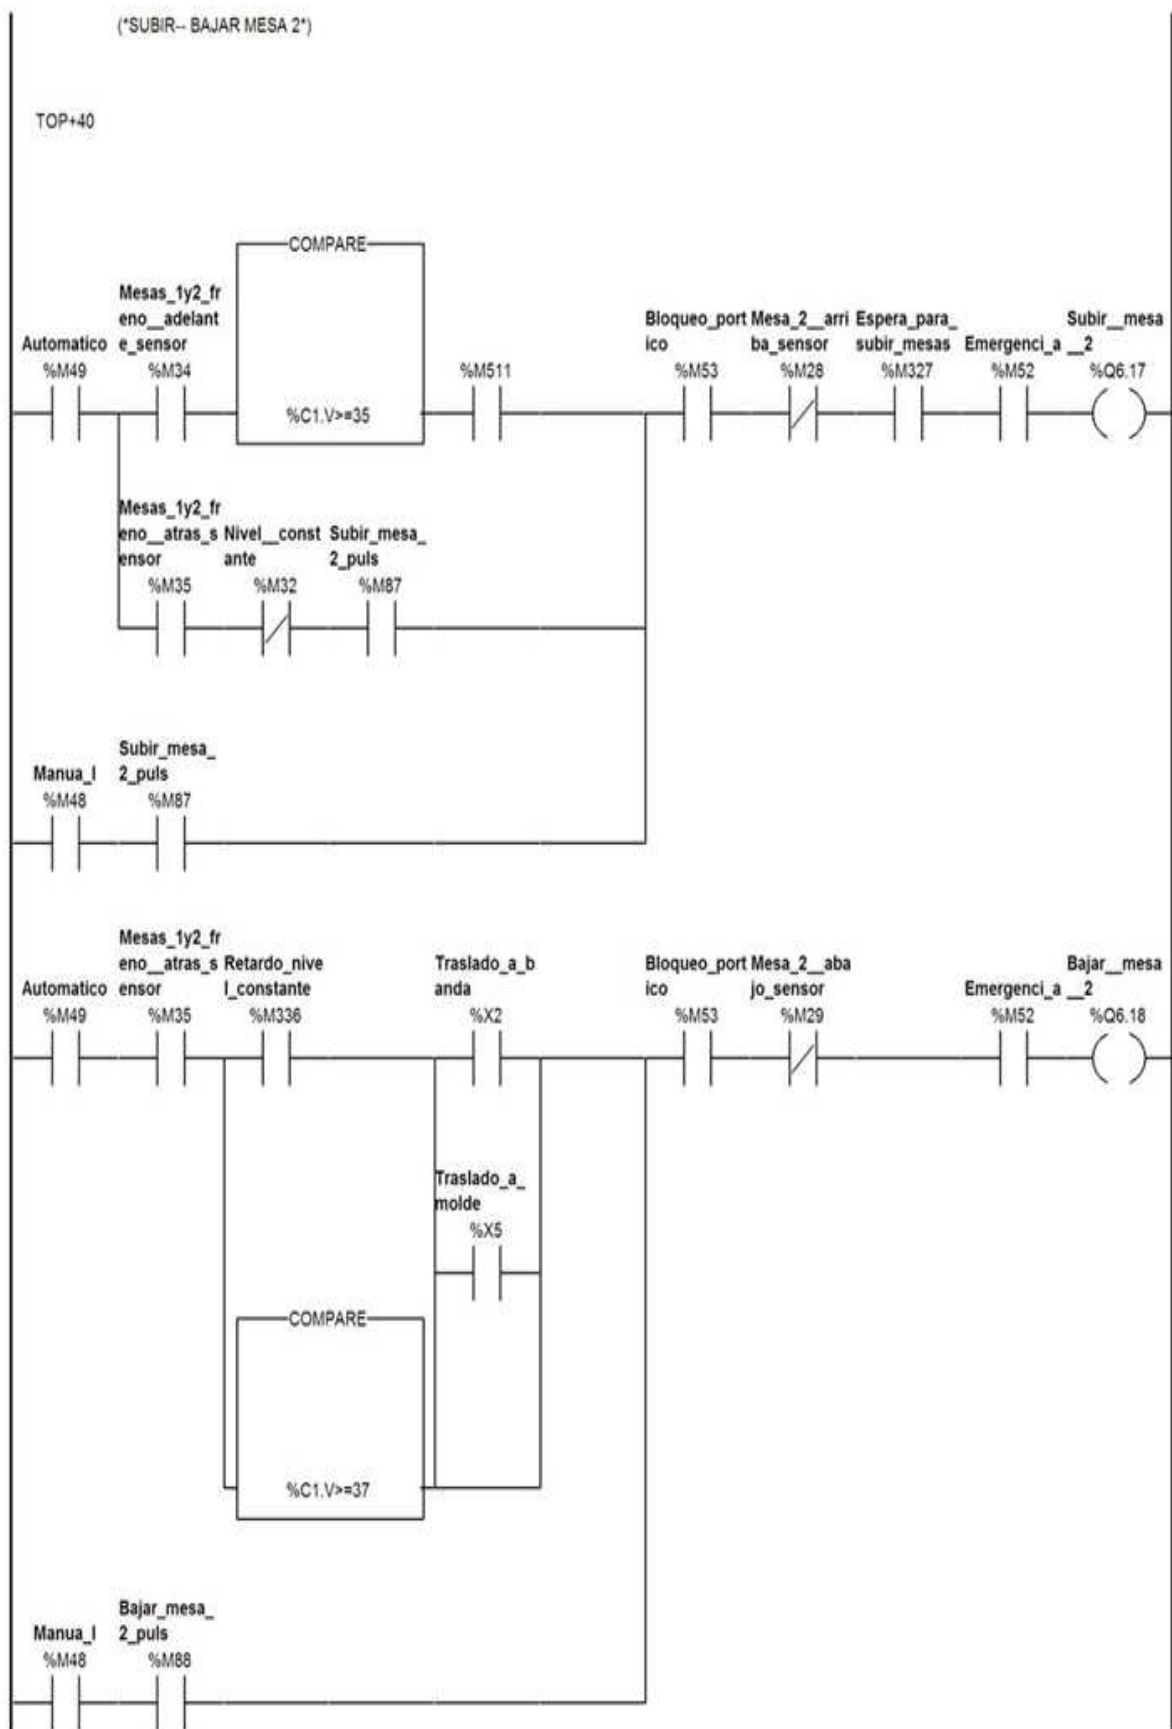 (*SUBIR-- BAJAR MESA 2*)
TOP+40
COMPARE
Mesas_1y2_fr
eno__adelant
e_sensor
Automatico
%M49
%M34
%C1.V>=35
%M511
Bloqueo_port
ico
%M53
Mesa_2__arri
ba_sensor
%M28
Espera_para_
subir_mesas
%M327
Emergenci_a
%M52
Subir__mesa
__2
%Q6.17
Mesas_1y2_fr
eno__atras_s
ensor
%M35
Nivel__const
ante
%M32
Subir_mesa_
2_puls
%M87
Manua_l
%M48
Subir_mesa_
2_puls
%M87
Automatico
%M49
Mesas_1y2_fr
eno__atras_s
ensor
%M35
Retardo_nive
l_constante
%M336
Traslado_a_b
anda
%X2
Bloqueo_port
ico
%M53
Mesa_2__aba
jo_sensor
%M29
Emergenci_a
%M52
Bajar__mesa
__2
%Q6.18
Traslado_a_
molde
%X5
COMPARE
%C1.V>=37
Manua_l
%M48
Bajar_mesa_
2_puls
%M88